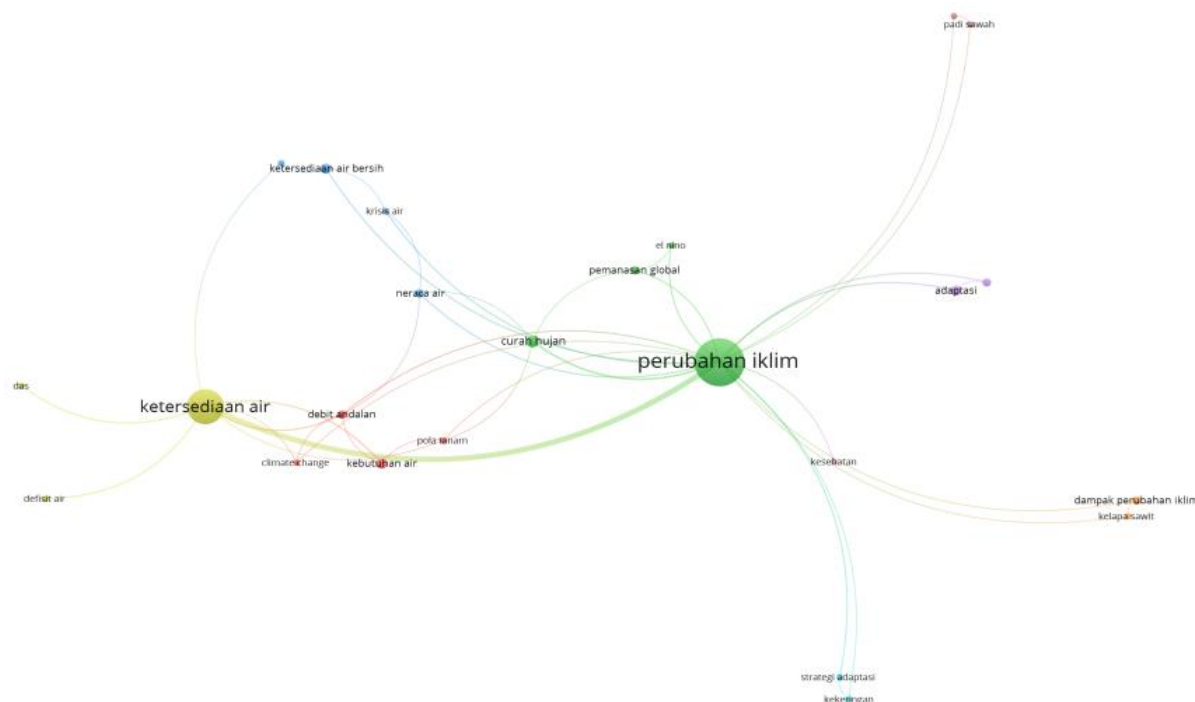 padi sawah
ketersediaan air bersih
krisis air
el nino
pemanasan global
neraca air
adaptasi
curah hujan
perubahan iklim
das
ketersediaan air
debit andalan
pola tanam
climate change
kebutuhan air
kesehatan
defisit air
dampak perubahan iklim
kelapa sawit
strategi adaptasi
kekeringan